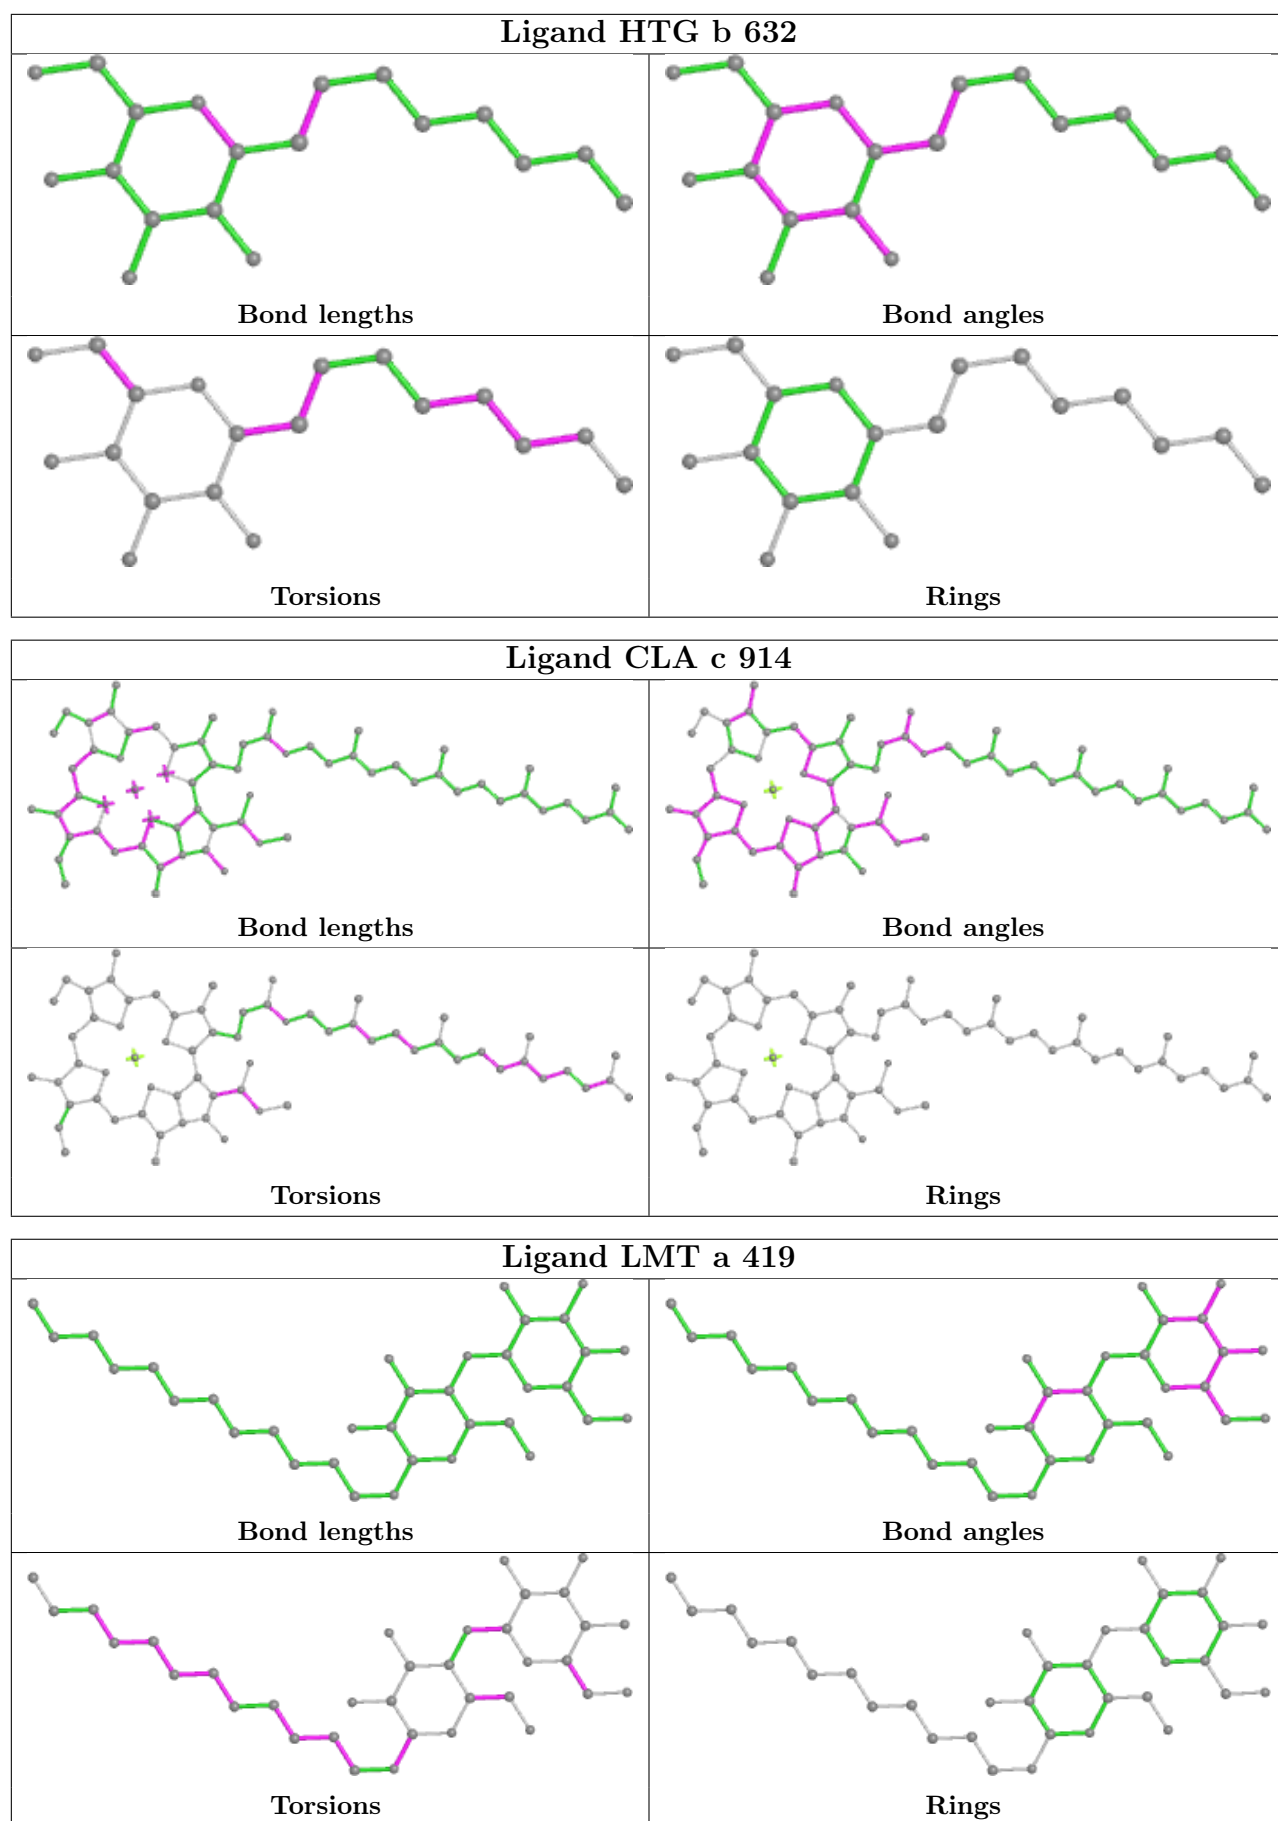 Ligand HTG b 632
Bond lengths
Bond angles
Torsions
Rings
Ligand CLA c 914
Bond lengths
Bond angles
Torsions
Rings
Ligand LMT a 419
Bond lengths
Bond angles
Torsions
Rings